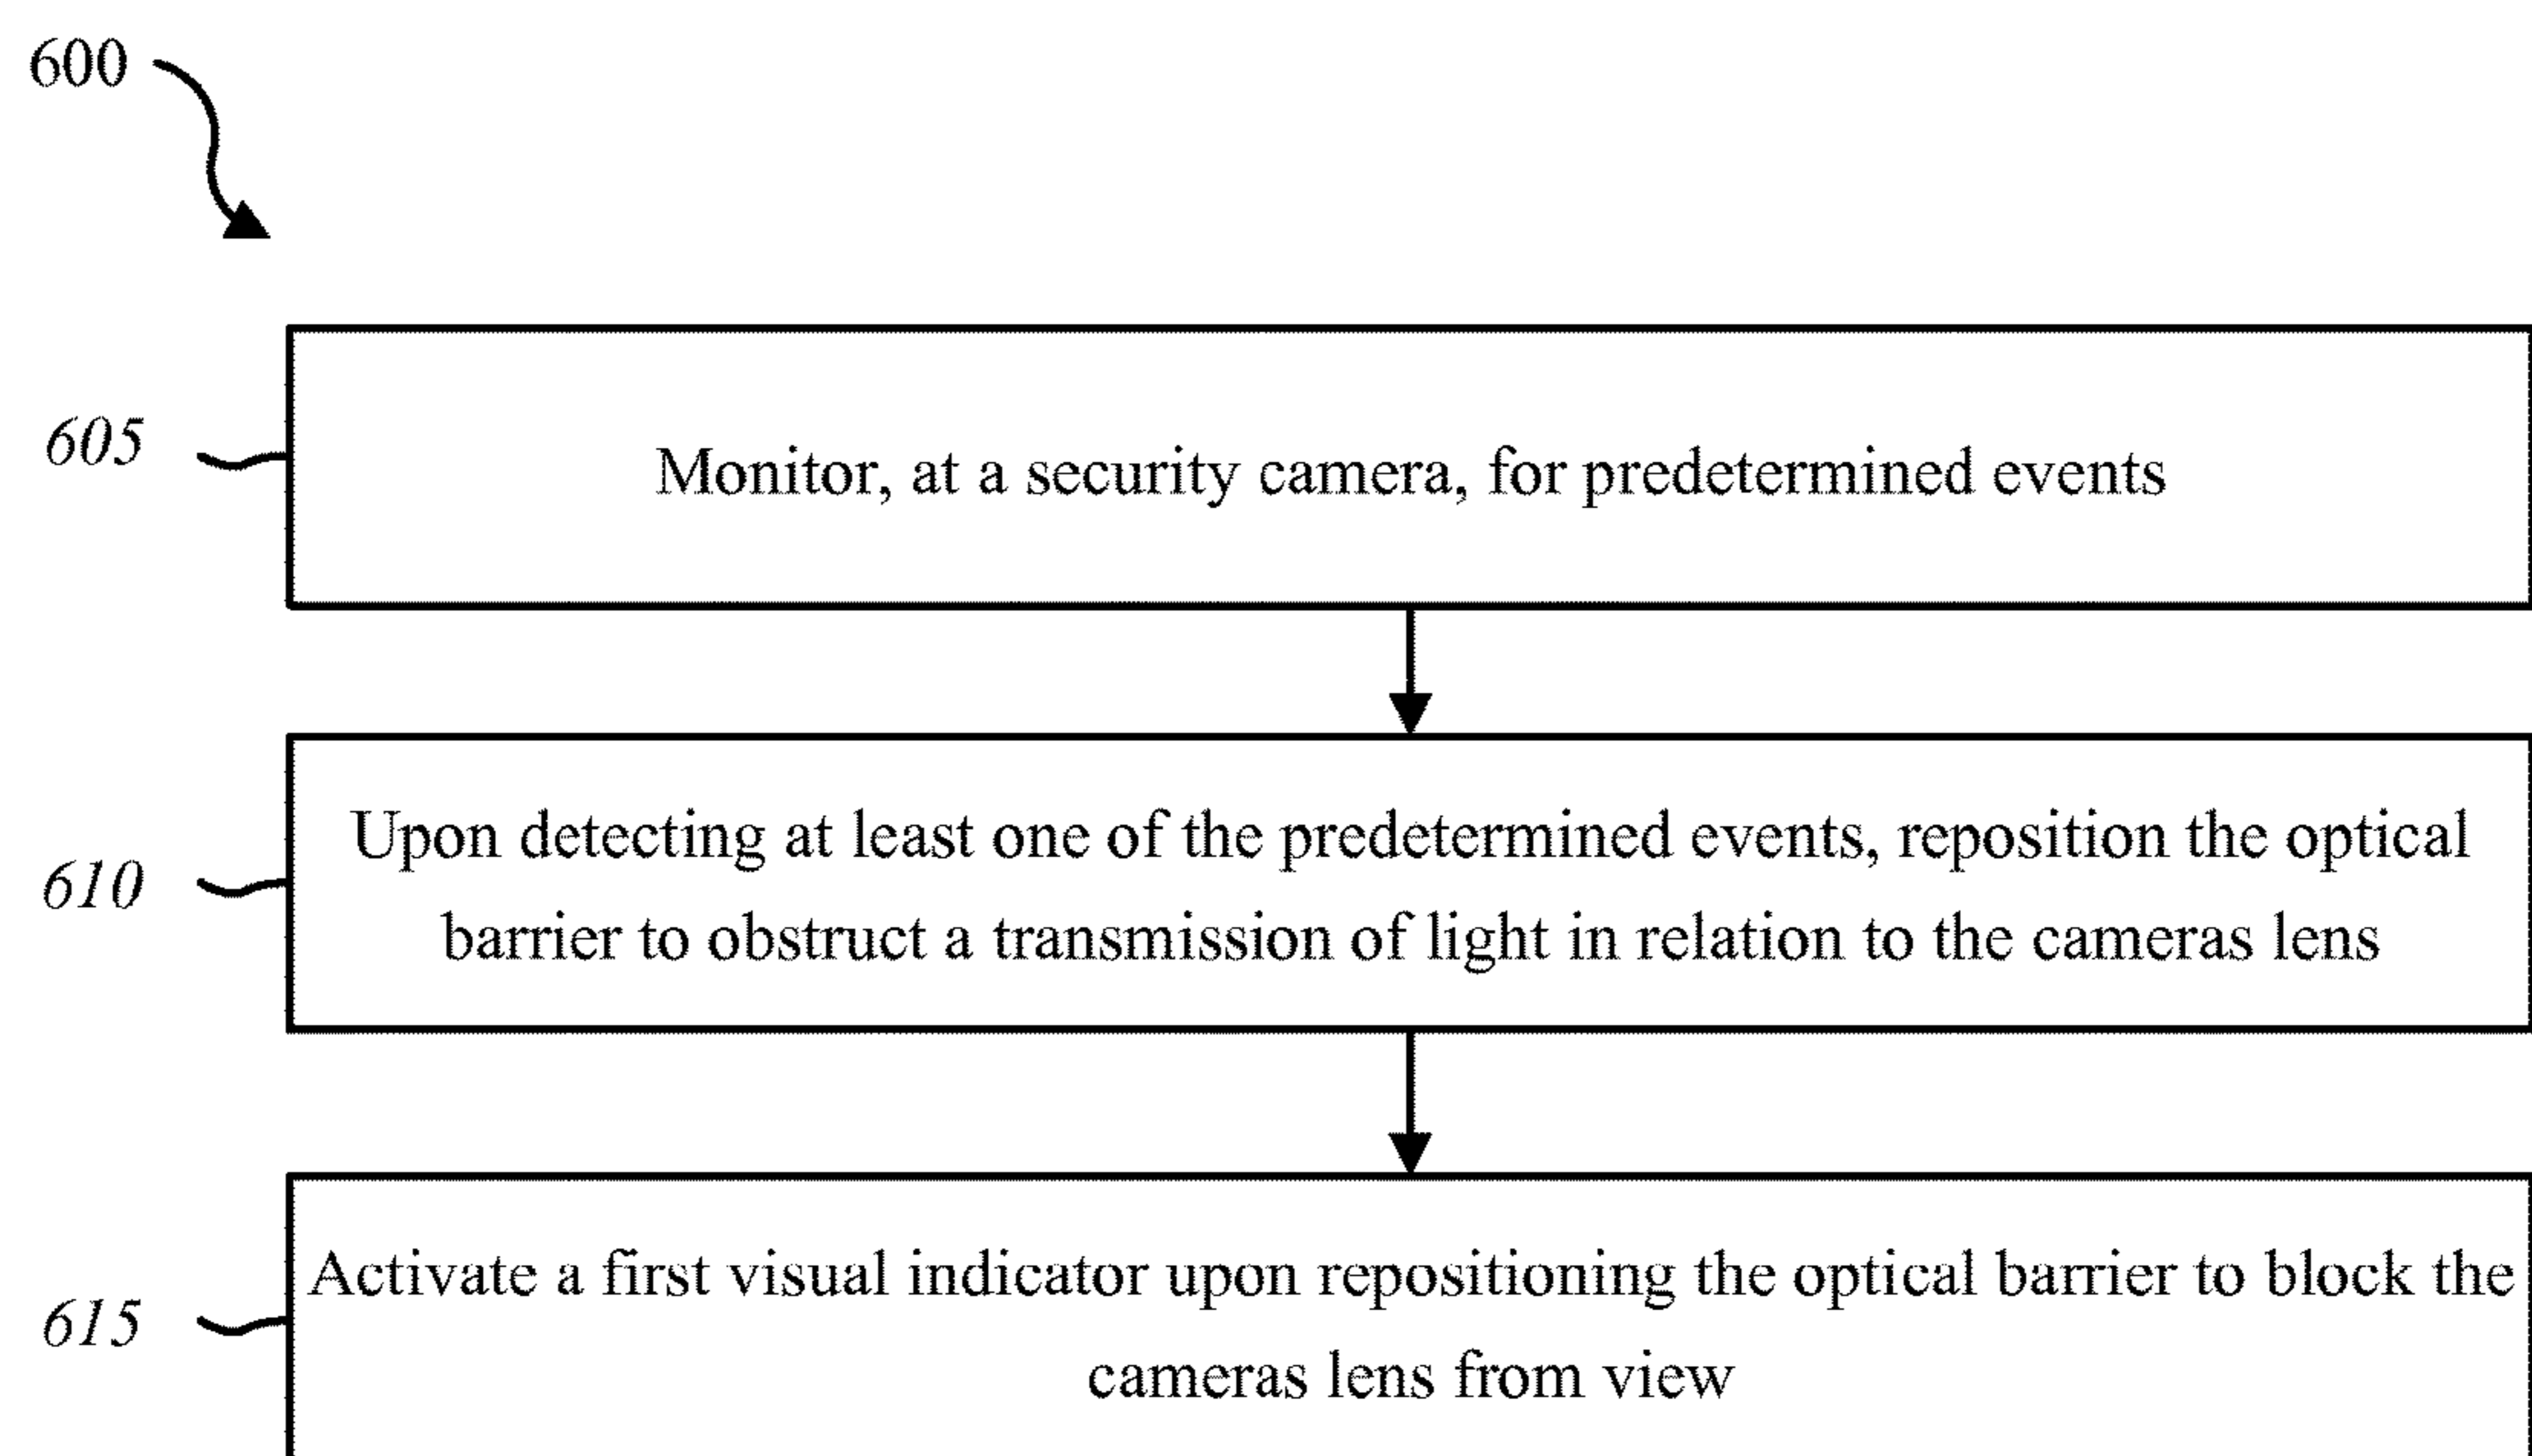 600
605
Monitor, at a security camera, for predetermined events
610
Upon detecting at least one of the predetermined events, reposition the optical
barrier to obstruct a transmission of light in relation to the cameras lens
615
Activate a first visual indicator upon repositioning the optical barrier to block the
cameras lens from view